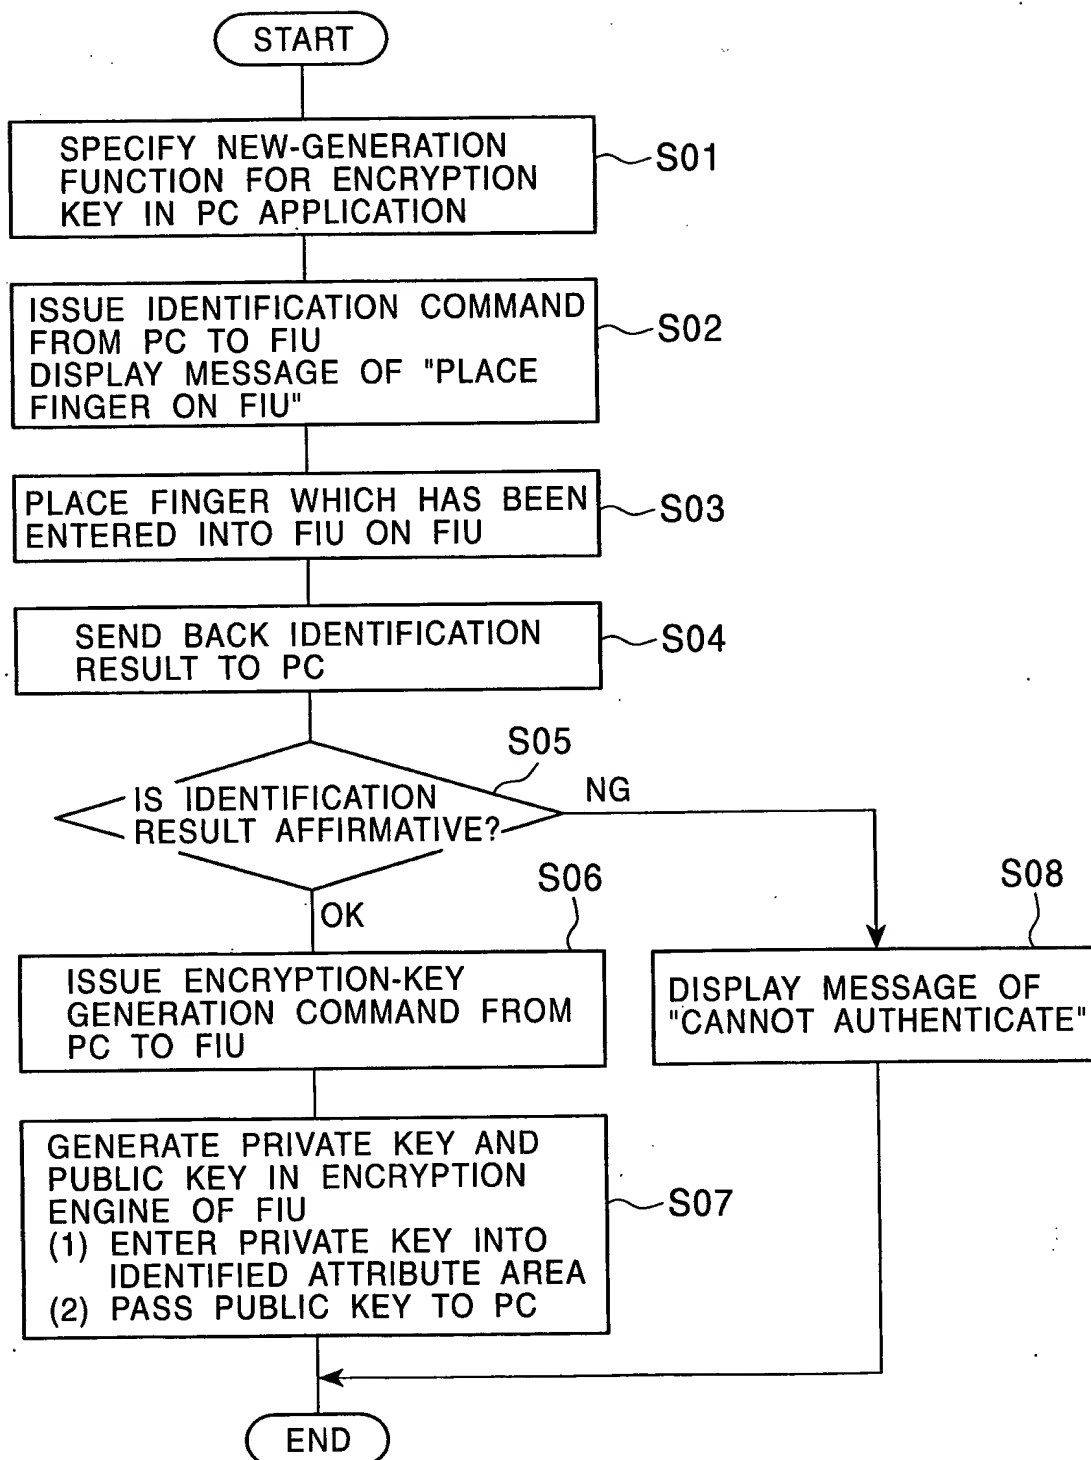 START
SPECIFY NEW-GENERATION
FUNCTION FOR ENCRYPTION
KEY IN PC APPLICATION
S01
ISSUE IDENTIFICATION COMMAND
FROM PC TO FIU
DISPLAY MESSAGE OF "PLACE
FINGER ON FIU"
S02
PLACE FINGER WHICH HAS BEEN
ENTERED INTO FIU ON FIU
S03
SEND BACK IDENTIFICATION
RESULT TO PC
S04
S05
IS IDENTIFICATION
RESULT AFFIRMATIVE?
NG
OK
S06
ISSUE ENCRYPTION-KEY
GENERATION COMMAND FROM
PC TO FIU
S08
DISPLAY MESSAGE OF
"CANNOT AUTHENTICATE"
GENERATE PRIVATE KEY AND
PUBLIC KEY IN ENCRYPTION
ENGINE OF FIU
(1) ENTER PRIVATE KEY INTO
IDENTIFIED ATTRIBUTE AREA
(2) PASS PUBLIC KEY TO PC
S07
END